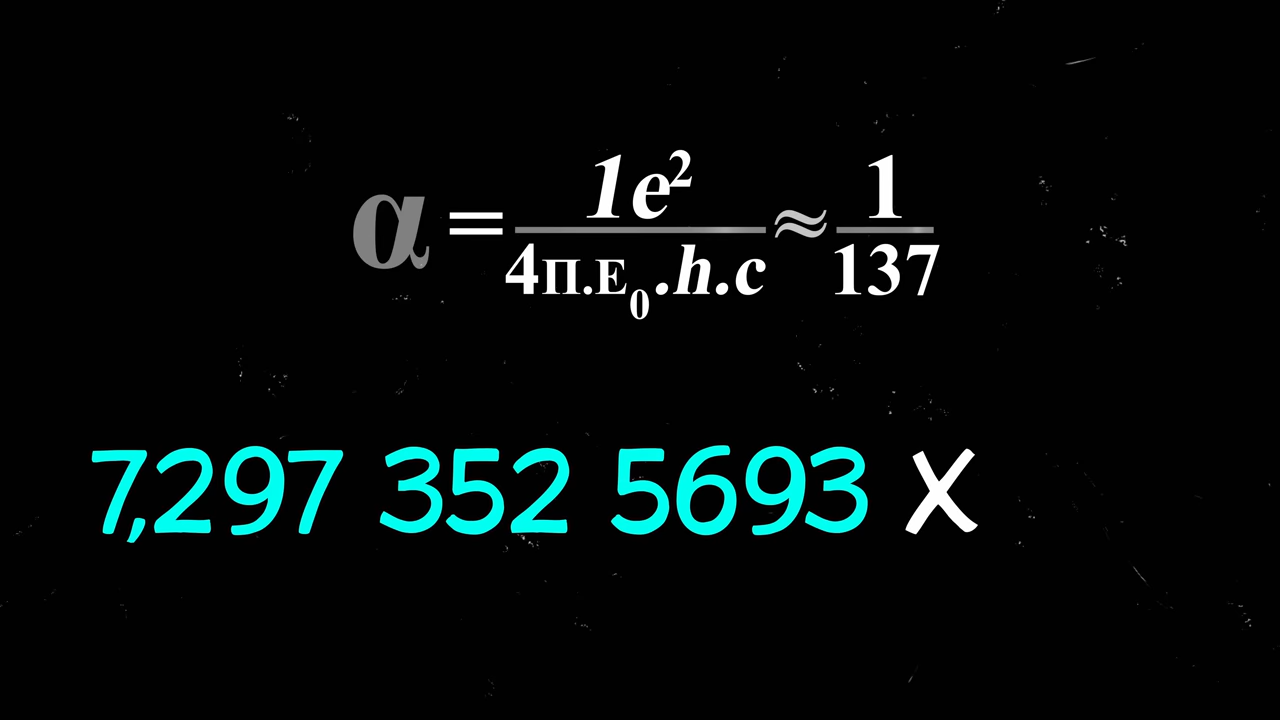 α = 1e² / 4π.E₀.h.c ≈ 1 / 137
7,297 352 5693 x